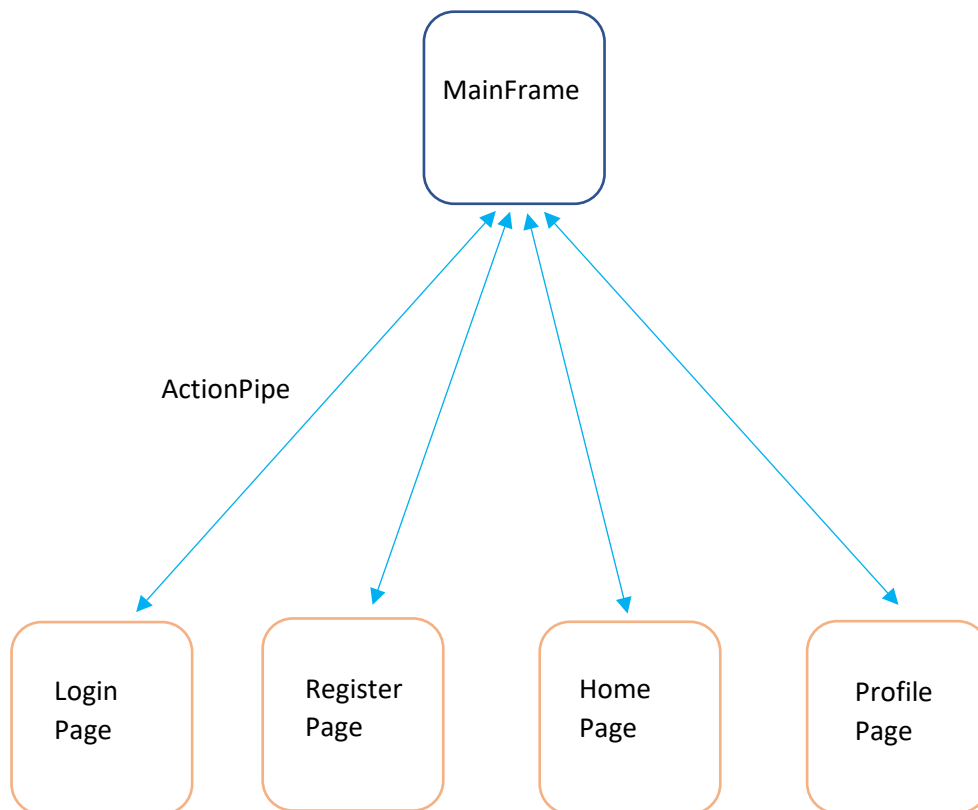 MainFrame
ActionPipe
Login
Page
Register
Page
Home
Page
Profile
Page